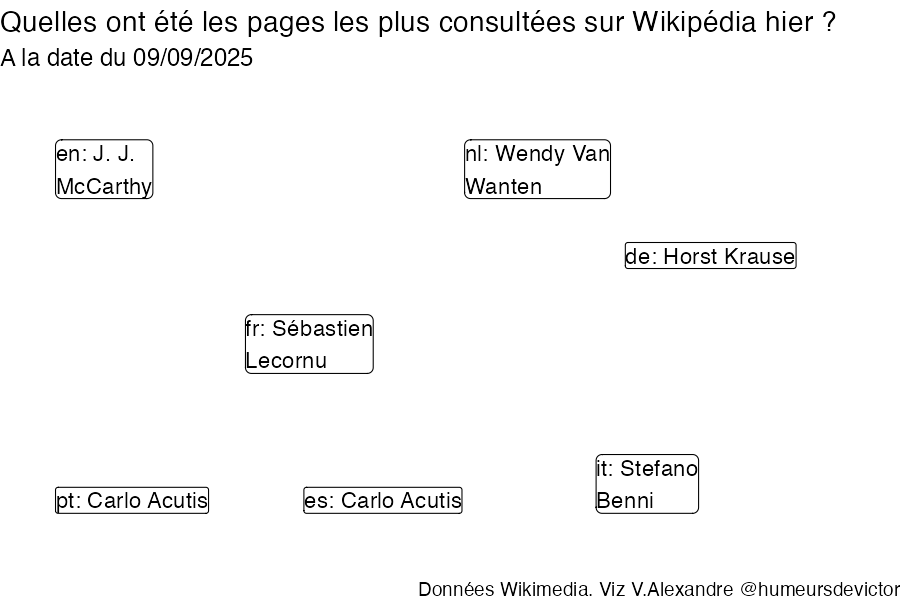 Quelles ont été les pages les plus consultées sur Wikipédia hier ?
A la date du 09/09/2025
en: J. J.
McCarthy
nl: Wendy Van
Wanten
de: Horst Krause
fr: Sébastien
Lecornu
it: Stefano
Benni
pt: Carlo Acutis
es: Carlo Acutis
Données Wikimedia. Viz V.Alexandre @humeursdevictor